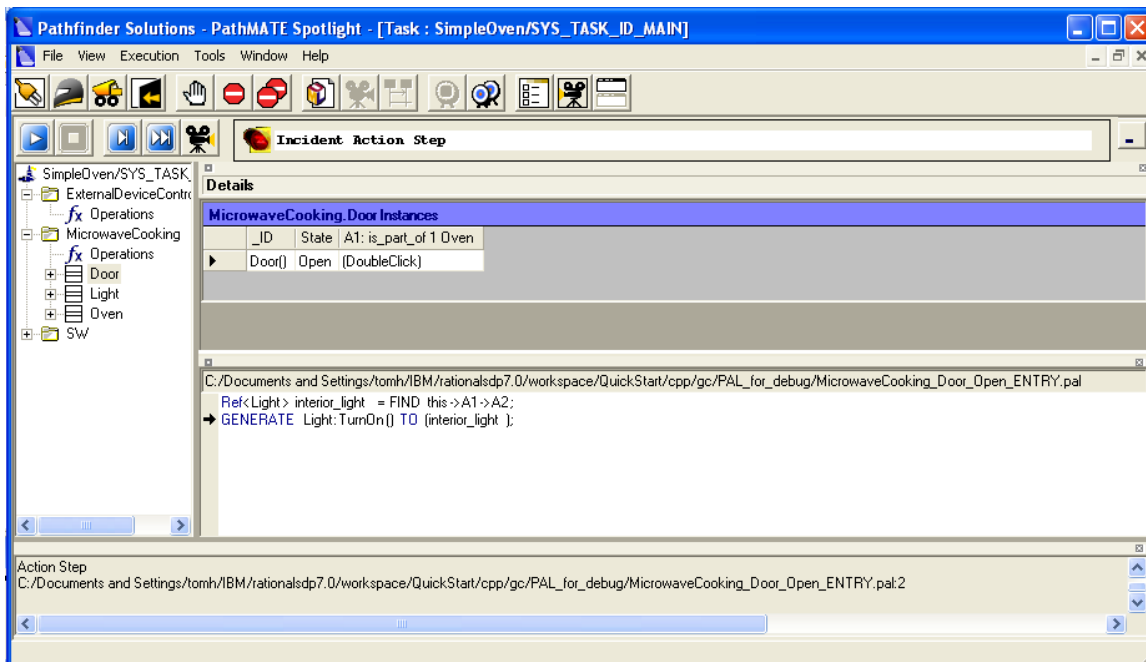 Pathfinder Solutions - PathMATE Spotlight - [Task : SimpleOven/SYS_TASK_ID_MAIN]
File View Execution Tools Window Help
Incident Action Step
SimpleOven/SYS_TASK_
ExternalDeviceContr
fx Operations
MicrowaveCooking
fx Operations
Door
Light
Oven
SW
Details
MicrowaveCooking.Door Instances
_ID State A1: is_part_of 1 Oven
Door() Open (DoubleClick)
C:/Documents and Settings/tomh/IBM/rationalsdp7.0/workspace/QuickStart/cpp/gc/PAL_for_debug/MicrowaveCooking_Door_Open_ENTRY.pal
Ref<Light> interior_light = FIND this->A1->A2;
GENERATE Light:TurnOn() TO (interior_light );
Action Step
C:/Documents and Settings/tomh/IBM/rationalsdp7.0/workspace/QuickStart/cpp/gc/PAL_for_debug/MicrowaveCooking_Door_Open_ENTRY.pal:2